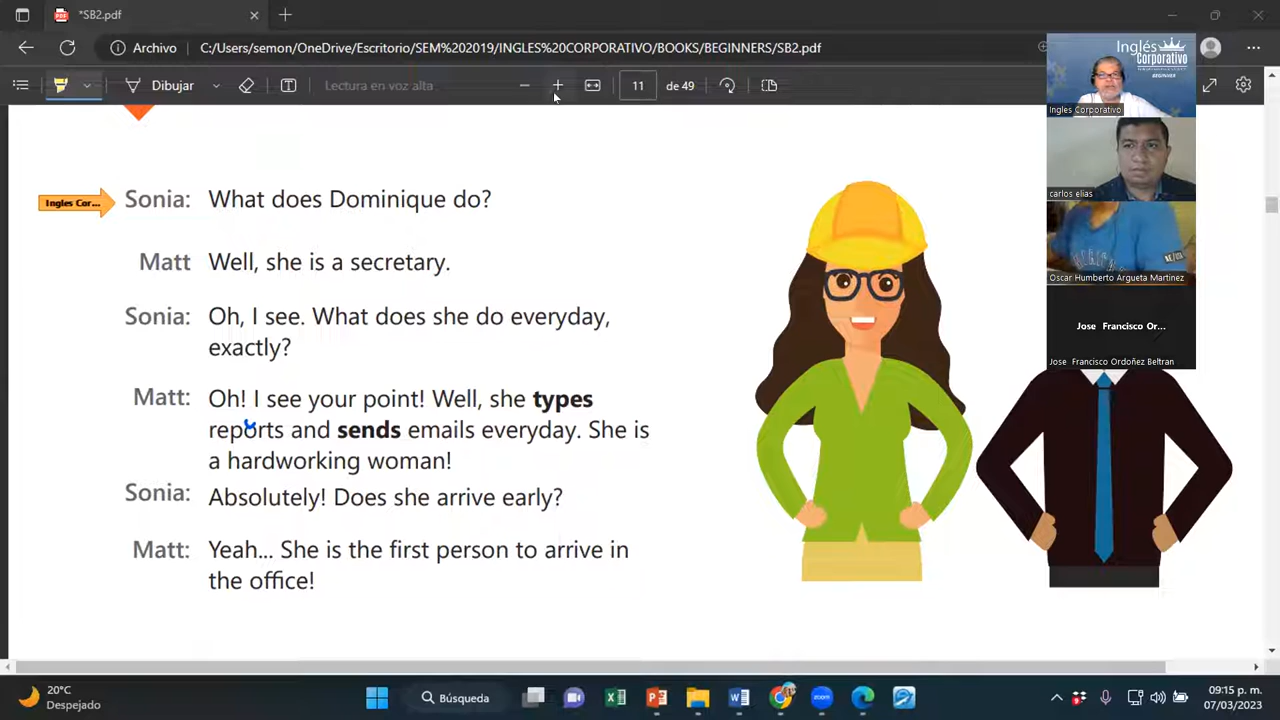 *SB2.pdf
Archivo
C:/Users/semon/OneDrive/Escritorio/SEM%202019/INGLES%20CORPORATIVO/BOOKS/BEGINNERS/SB2.pdf
Dibujar
Lectura en voz alta
11
de 49
Inglés
Corporativo
BEGINNER
Ingles Corporativo
carlos elias
Oscar Humberto Argueta Martinez
Jose Francisco Or...
Jose Francisco Ordoñez Beltran
Ingles Cor...
Sonia: What does Dominique do?
Matt Well, she is a secretary.
Sonia: Oh, I see. What does she do everyday,
exactly?
Matt: Oh! I see your point! Well, she types
reports and sends emails everyday. She is
a hardworking woman!
Sonia: Absolutely! Does she arrive early?
Matt: Yeah... She is the first person to arrive in
the office!
20°C
Despejado
Búsqueda
09:15 p. m.
07/03/2023